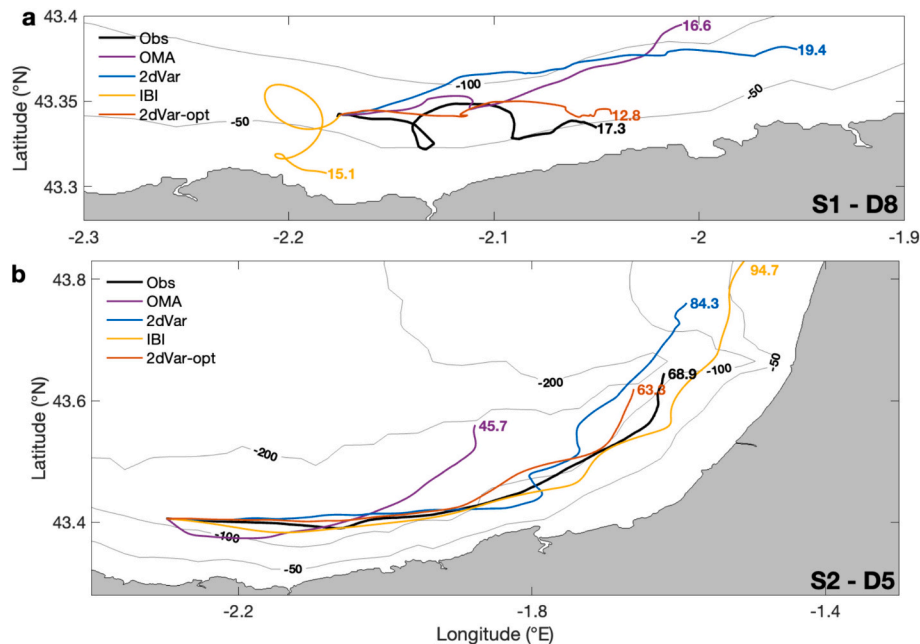 a
43.4
43.35
43.3
Latitude (°N)
Obs
OMA
2dVar
IBI
2dVar-opt
-100
-50
-50
16.6
19.4
12.8
17.3
15.1
S1 - D8
-2.3
-2.2
-2.1
-2
-1.9
b
43.8
43.6
43.4
Latitude (°N)
Obs
OMA
2dVar
IBI
2dVar-opt
94.7
84.3
68.9
63.3
45.7
-200
-200
-100
-50
-100
-50
S2 - D5
-2.2
-1.8
-1.4
Longitude (°E)